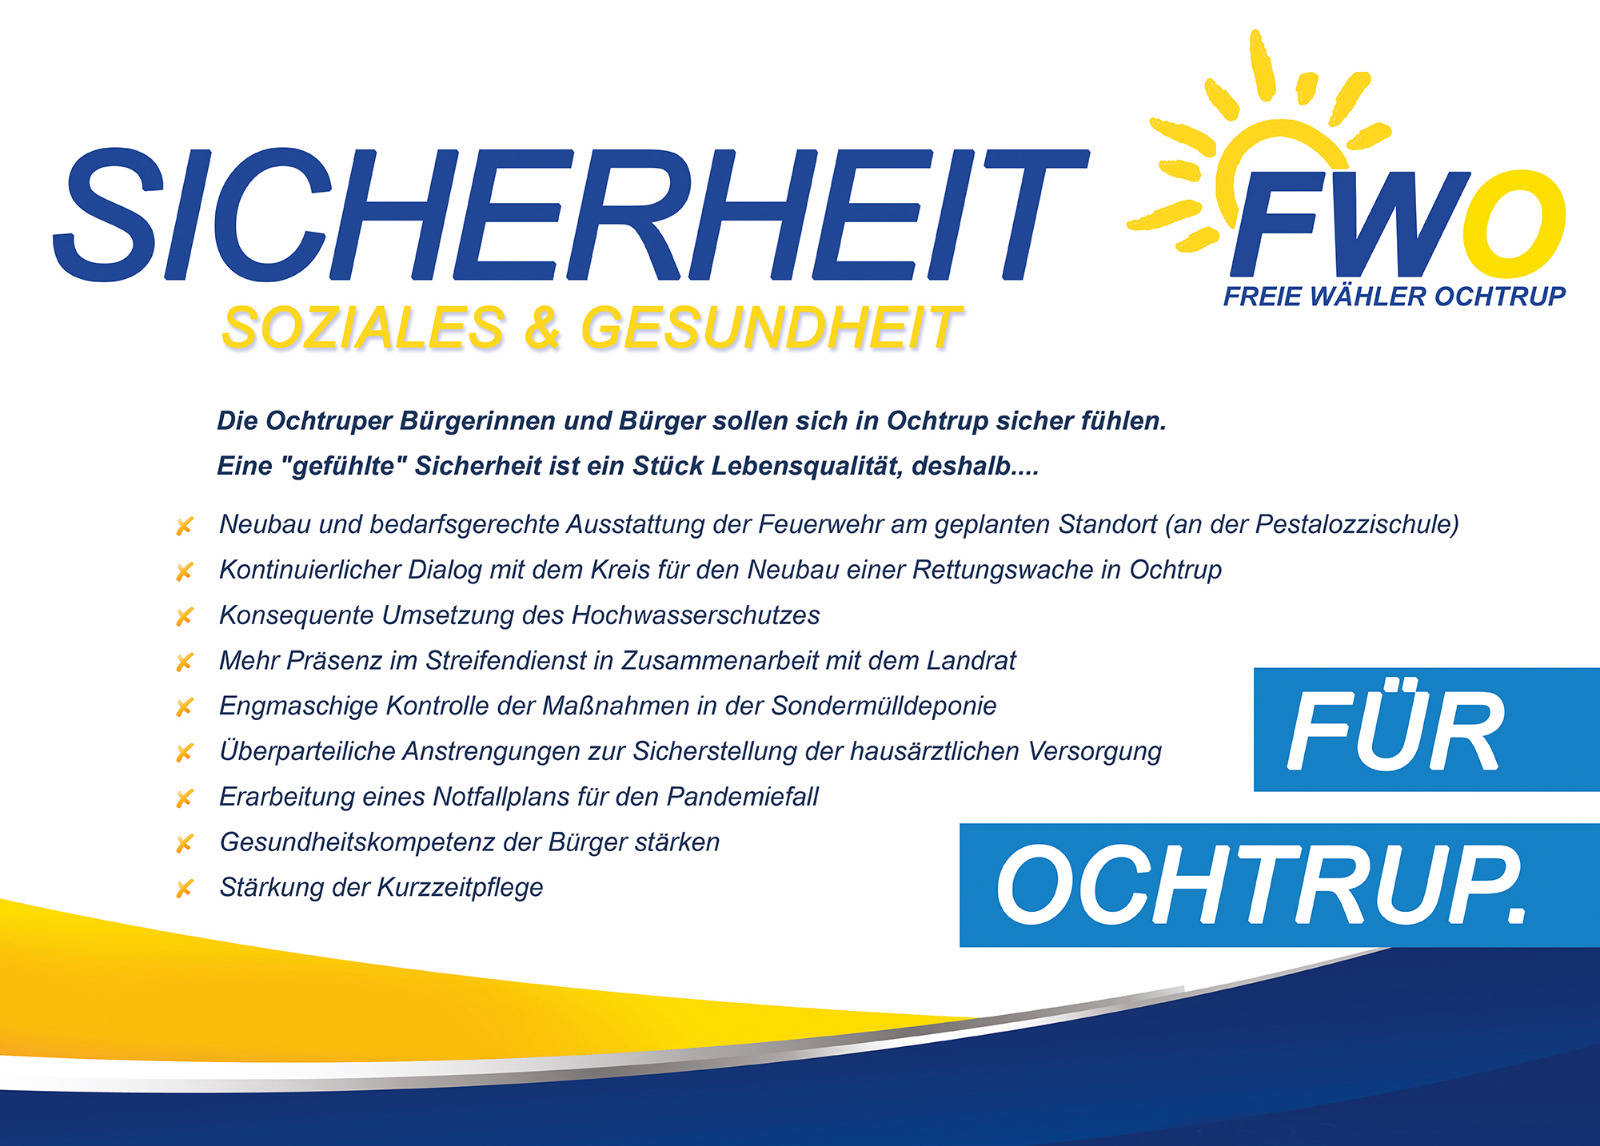 SICHERHEIT
SOZIALES & GESUNDHEIT
FWO
FREIE WÄHLER OCHTRUP
Die Ochtruper Bürgerinnen und Bürger sollen sich in Ochtrup sicher fühlen.
Eine "gefühlte" Sicherheit ist ein Stück Lebensqualität, deshalb....
✘ Neubau und bedarfsgerechte Ausstattung der Feuerwehr am geplanten Standort (an der Pestalozzischule)
✘ Kontinuierlicher Dialog mit dem Kreis für den Neubau einer Rettungswache in Ochtrup
✘ Konsequente Umsetzung des Hochwasserschutzes
✘ Mehr Präsenz im Streifendienst in Zusammenarbeit mit dem Landrat
✘ Engmaschige Kontrolle der Maßnahmen in der Sondermülldeponie
✘ Überparteiliche Anstrengungen zur Sicherstellung der hausärztlichen Versorgung
✘ Erarbeitung eines Notfallplans für den Pandemiefall
✘ Gesundheitskompetenz der Bürger stärken
✘ Stärkung der Kurzzeitpflege
FÜR
OCHTRUP.